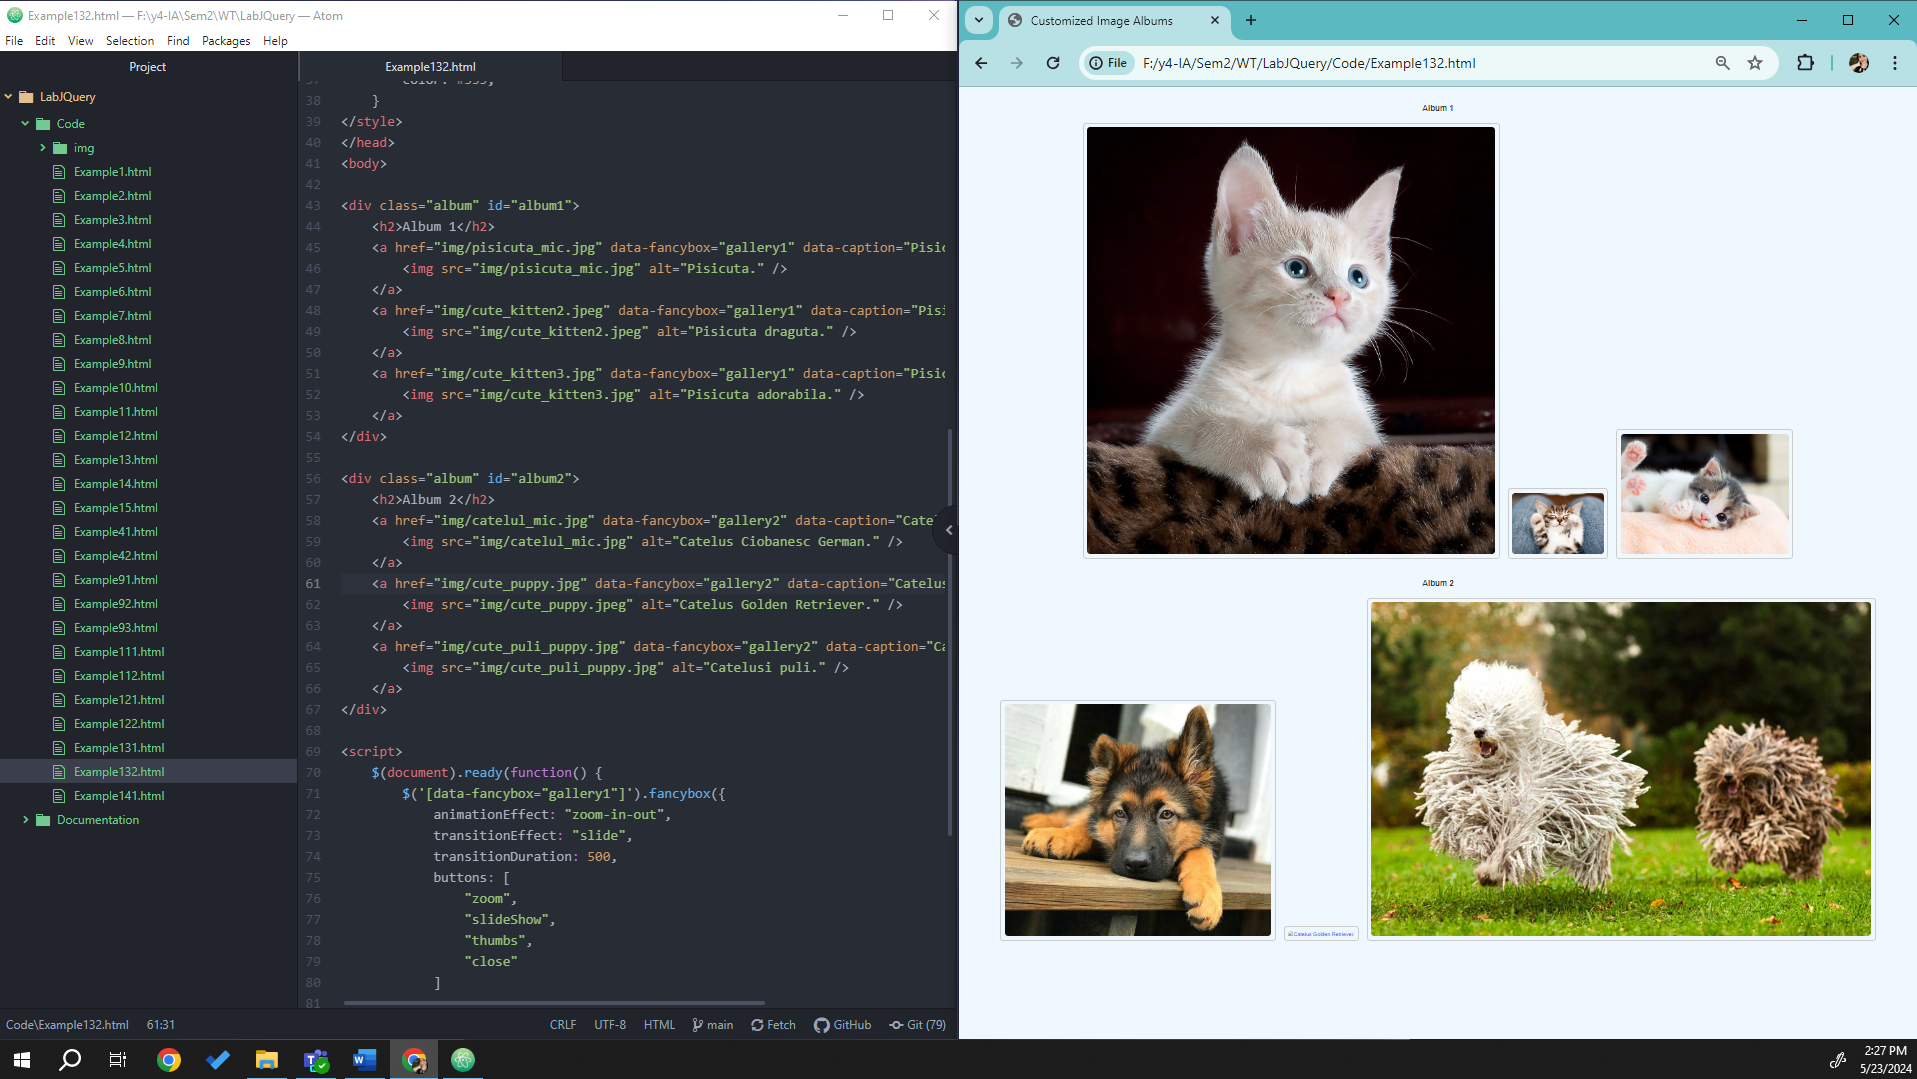 Example132.html — F:\y4-IA\Sem2\WT\LabJQuery — Atom
File Edit View Selection Find Packages Help
Project
LabJQuery
Code
img
Example1.html
Example2.html
Example3.html
Example4.html
Example5.html
Example6.html
Example7.html
Example8.html
Example9.html
Example10.html
Example11.html
Example12.html
Example13.html
Example14.html
Example15.html
Example41.html
Example42.html
Example91.html
Example92.html
Example93.html
Example111.html
Example112.html
Example121.html
Example122.html
Example131.html
Example132.html
Example141.html
Documentation
Example132.html
38 }
39 </style>
40 </head>
41 <body>
42
43 <div class="album" id="album1">
44 <h2>Album 1</h2>
45 <a href="img/pisicuta_mic.jpg" data-fancybox="gallery1" data-caption="Pisic
46 <img src="img/pisicuta_mic.jpg" alt="Pisicuta." />
47 </a>
48 <a href="img/cute_kitten2.jpeg" data-fancybox="gallery1" data-caption="Pisi
49 <img src="img/cute_kitten2.jpeg" alt="Pisicuta draguta." />
50 </a>
51 <a href="img/cute_kitten3.jpg" data-fancybox="gallery1" data-caption="Pisic
52 <img src="img/cute_kitten3.jpg" alt="Pisicuta adorabila." />
53 </a>
54 </div>
55
56 <div class="album" id="album2">
57 <h2>Album 2</h2>
58 <a href="img/catelul_mic.jpg" data-fancybox="gallery2" data-caption="Catel
59 <img src="img/catelul_mic.jpg" alt="Catelus Ciobanesc German." />
60 </a>
61 <a href="img/cute_puppy.jpg" data-fancybox="gallery2" data-caption="Catelus
62 <img src="img/cute_puppy.jpeg" alt="Catelus Golden Retriever." />
63 </a>
64 <a href="img/cute_puli_puppy.jpg" data-fancybox="gallery2" data-caption="Ca
65 <img src="img/cute_puli_puppy.jpg" alt="Catelusi puli." />
66 </a>
67 </div>
68
69 <script>
70 $(document).ready(function() {
71 $('[data-fancybox="gallery1"]').fancybox({
72 animationEffect: "zoom-in-out",
73 transitionEffect: "slide",
74 transitionDuration: 500,
75 buttons: [
76 "zoom",
77 "slideShow",
78 "thumbs",
79 "close"
80 ]
81
Code\Example132.html 61:31 CRLF UTF-8 HTML main Fetch GitHub Git (79)
Customized Image Albums
File F:/y4-IA/Sem2/WT/LabJQuery/Code/Example132.html
Album 1
Album 2
Catelus Golden Retriever.
2:27 PM
5/23/2024